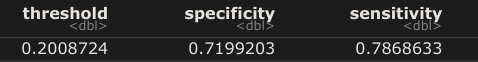 threshold specificity sensitivity
<dbl> <dbl> <dbl>
0.2008724 0.7199203 0.7868633